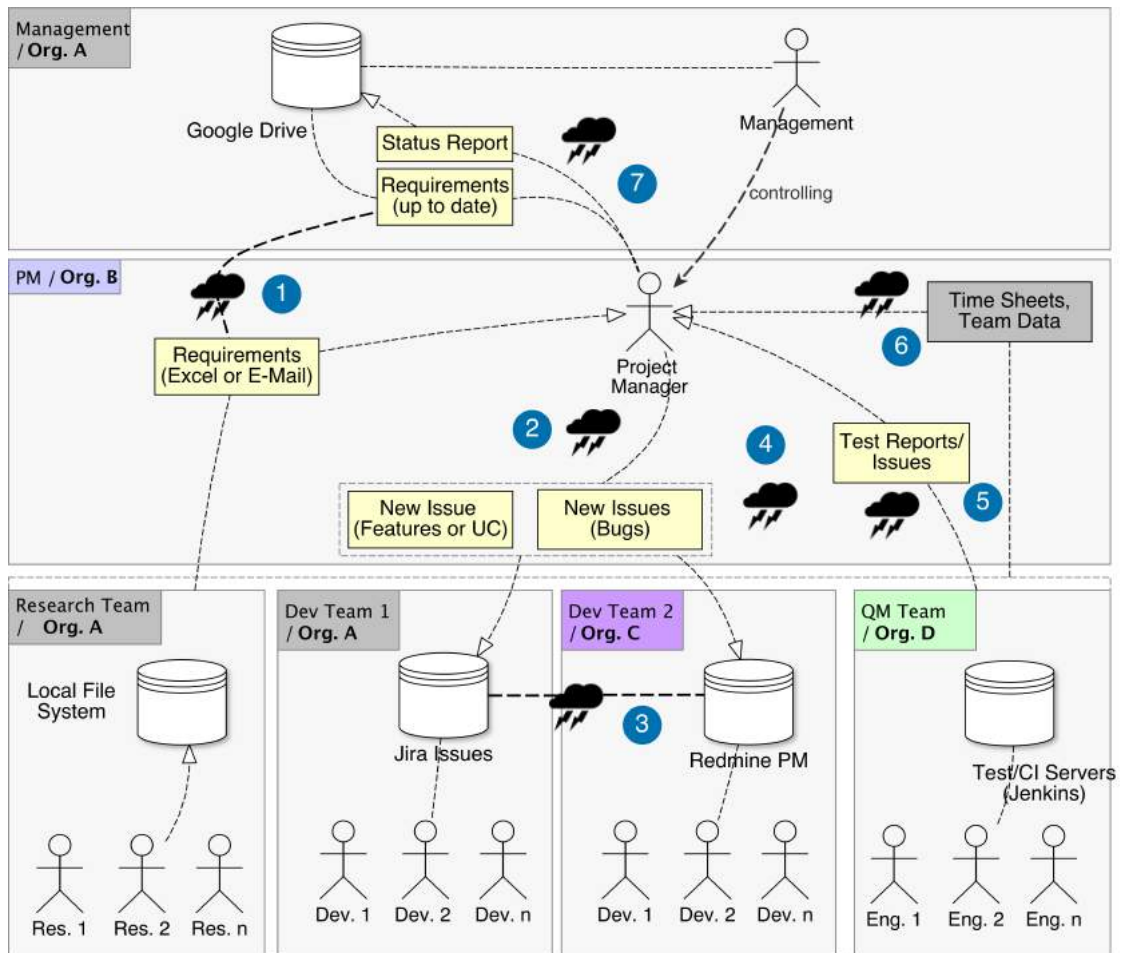 Management
/ Org. A
Google Drive
Management
Status Report
7
Requirements
(up to date)
controlling
PM / Org. B
1
Time Sheets,
Team Data
6
Requirements
(Excel or E-Mail)
Project
Manager
2
4
Test Reports/
Issues
5
New Issue
(Features or UC)
New Issues
(Bugs)
Research Team
/ Org. A
Local File
System
Res. 1
Res. 2
Res. n
Dev Team 1
/ Org. A
Jira Issues
Dev. 1
Dev. 2
Dev. n
3
Dev Team 2
/ Org. C
Redmine PM
Dev. 1
Dev. 2
Dev. n
QM Team
/ Org. D
Test/CI Servers
(Jenkins)
Eng. 1
Eng. 2
Eng. n